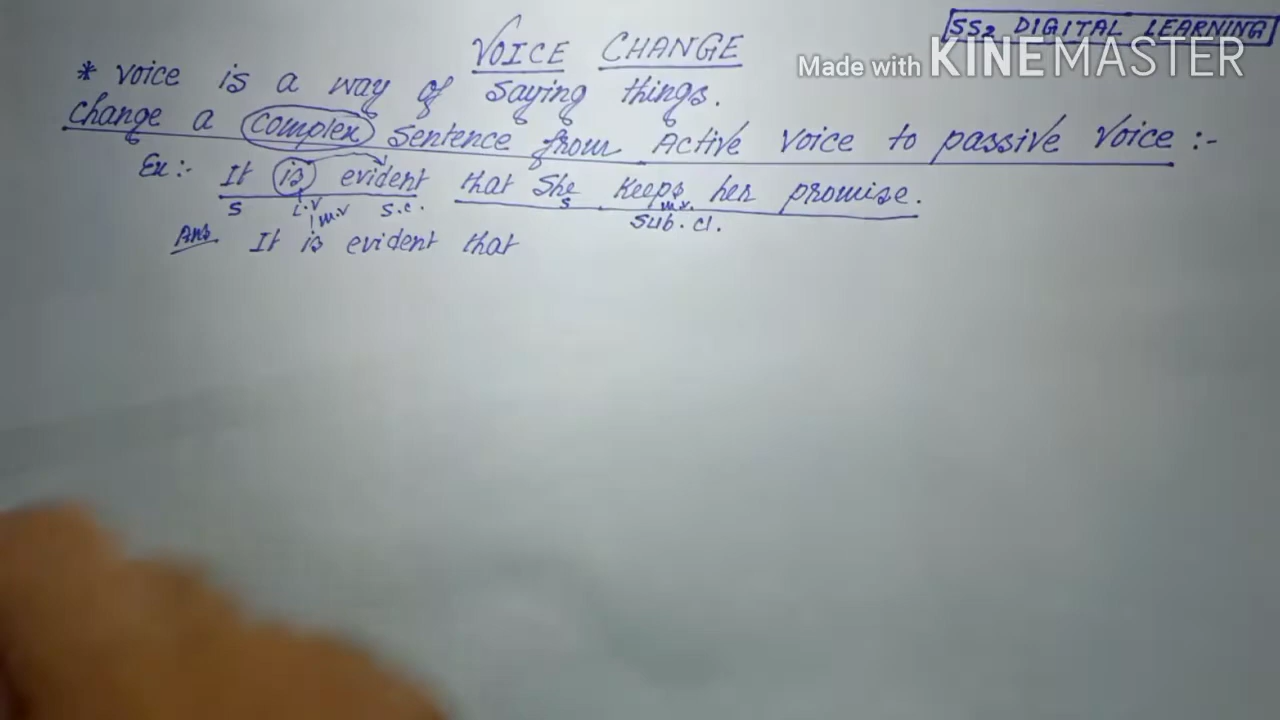 SS2 DIGITAL LEARNING
Made with KINEMASTER
VOICE CHANGE
* Voice is a way of saying things.
Change a complex sentence from Active Voice to passive Voice :-
Ex :- It is evident that She keeps her promise.
S L.V S.C. S m.v.
m.v Sub. cl.
Ans It is evident that